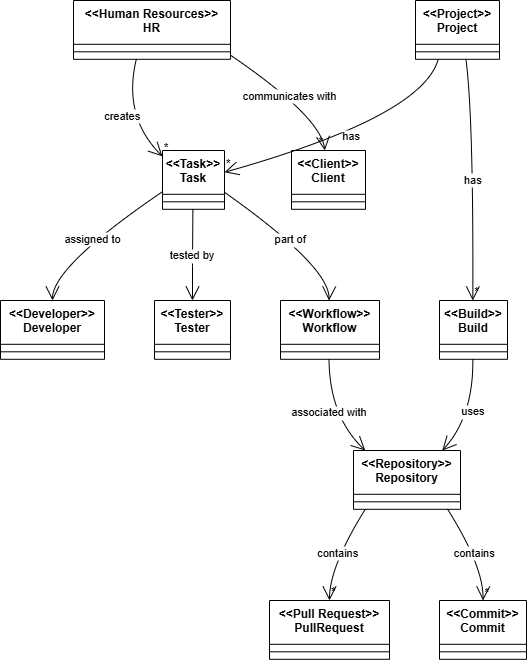 <<Human Resources>>
HR
<<Project>>
Project
communicates with
creates
has
*
*
*
<<Task>>
Task
<<Client>>
Client
has
assigned to
tested by
part of
*
<<Developer>>
Developer
<<Tester>>
Tester
<<Workflow>>
Workflow
<<Build>>
Build
associated with
uses
<<Repository>>
Repository
contains
contains
*
*
<<Pull Request>>
PullRequest
<<Commit>>
Commit